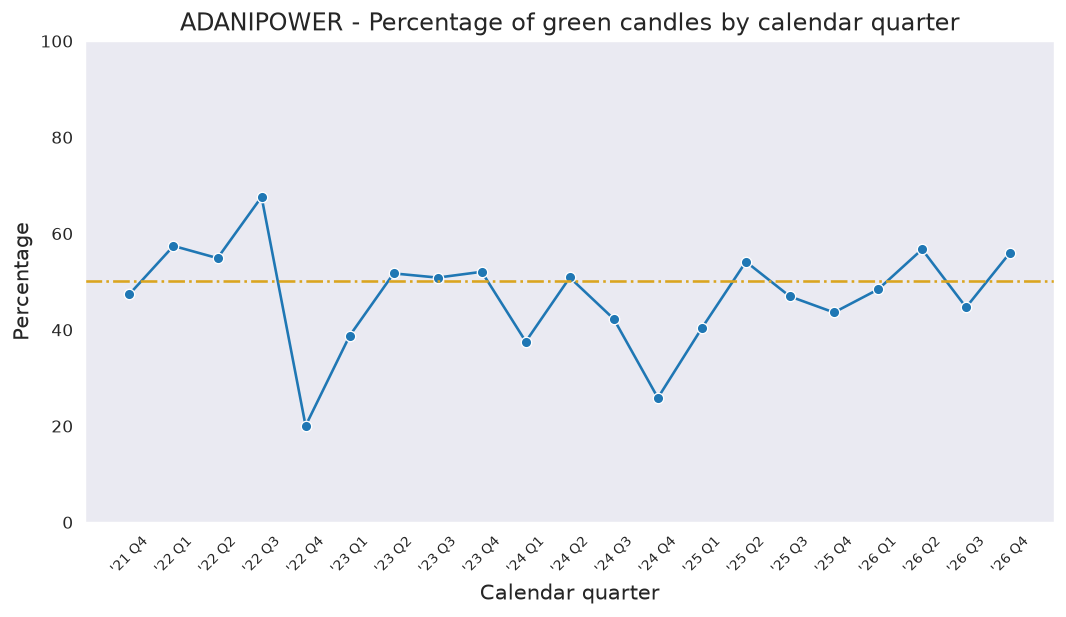 ADANIPOWER - Percentage of green candles by calendar quarter
100
80
60
40
20
0
Percentage
'21 Q4
'22 Q1
'22 Q2
'22 Q3
'22 Q4
'23 Q1
'23 Q2
'23 Q3
'23 Q4
'24 Q1
'24 Q2
'24 Q3
'24 Q4
'25 Q1
'25 Q2
'25 Q3
'25 Q4
'26 Q1
'26 Q2
'26 Q3
'26 Q4
Calendar quarter